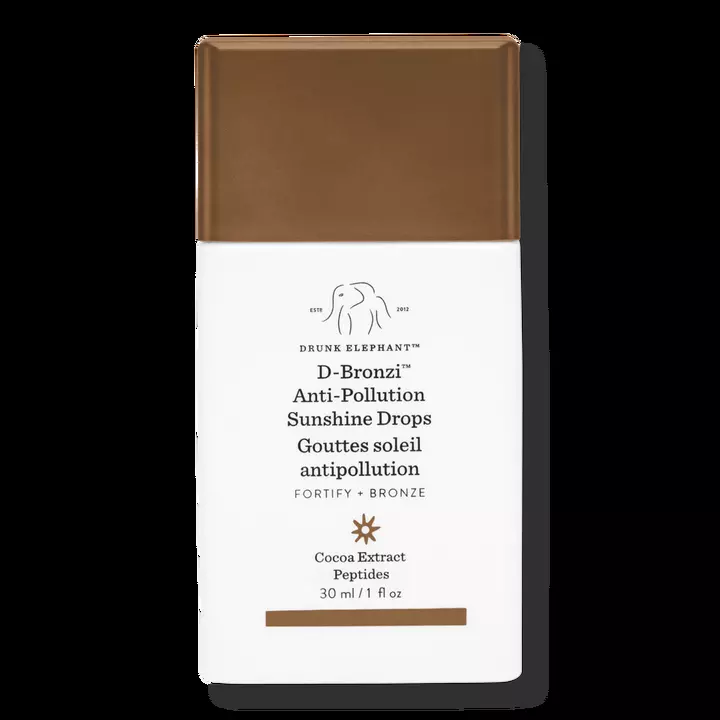 ESTE 2012
DRUNK ELEPHANT™
D-Bronzi™
Anti-Pollution
Sunshine Drops
Gouttes soleil
antipollution
FORTIFY + BRONZE
Cocoa Extract
Peptides
30 ml / 1 fl oz